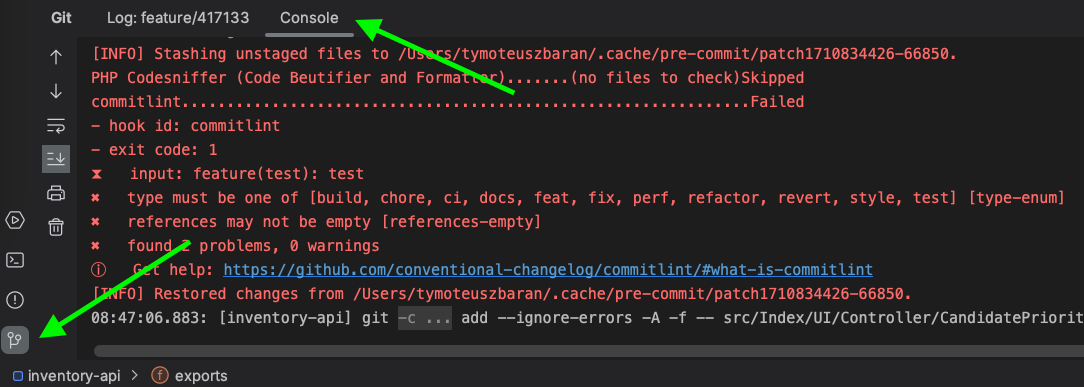 Git Log: feature/417133 Console
[INFO] Stashing unstaged files to /Users/tymoteuszbaran/.cache/pre-commit/patch1710834426-66850.
PHP Codesniffer (Code Beutifier and Formatter).......(no files to check)Skipped
commitlint...............................................................Failed
- hook id: commitlint
- exit code: 1
⧗ input: feature(test): test
✖ type must be one of [build, chore, ci, docs, feat, fix, perf, refactor, revert, style, test] [type-enum]
✖ references may not be empty [references-empty]
✖ found 2 problems, 0 warnings
ⓘ Get help: https://github.com/conventional-changelog/commitlint/#what-is-commitlint
[INFO] Restored changes from /Users/tymoteuszbaran/.cache/pre-commit/patch1710834426-66850.
08:47:06.883: [inventory-api] git -c ... add --ignore-errors -A -f -- src/Index/UI/Controller/CandidatePriorit
inventory-api > f exports